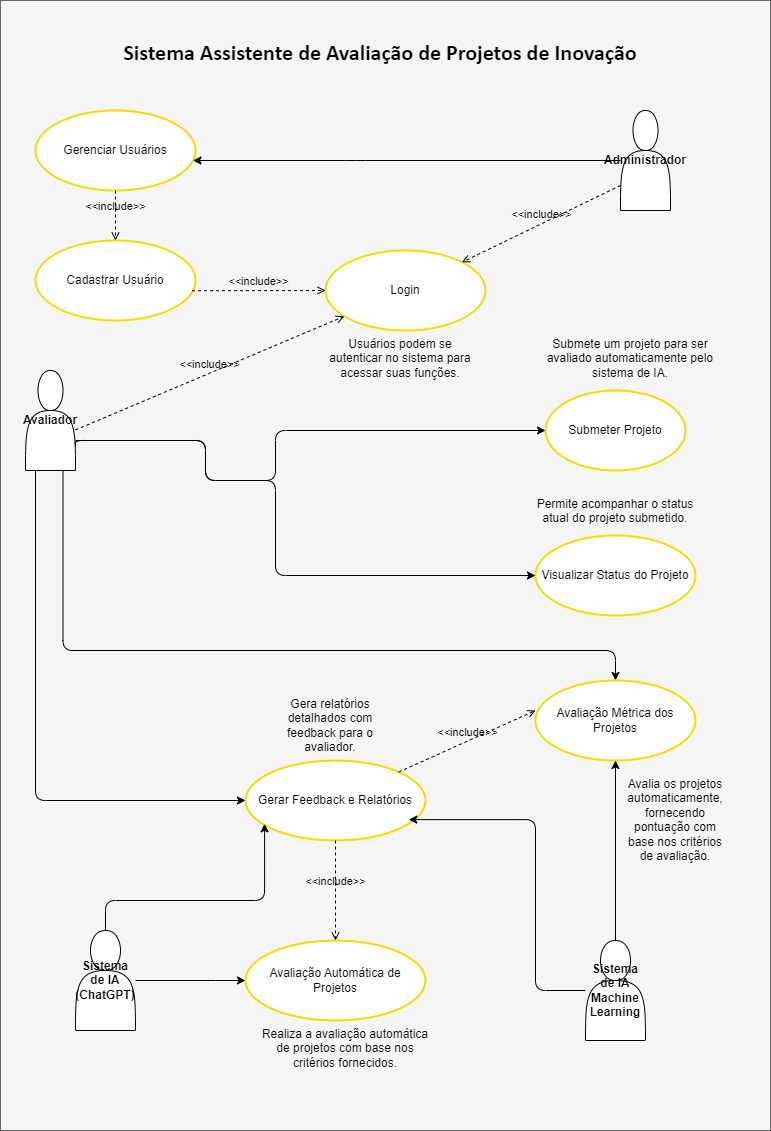 Sistema Assistente de Avaliação de Projetos de Inovação
Gerenciar Usuários
Administrador
<<include>>
<<include>>
Cadastrar Usuário
<<include>>
Login
Usuários podem se
autenticar no sistema para
acessar suas funções.
Submete um projeto para ser
avaliado automaticamente pelo
sistema de IA.
<<include>>
Avaliador
Submeter Projeto
Permite acompanhar o status
atual do projeto submetido.
Visualizar Status do Projeto
Gera relatórios
detalhados com
feedback para o
avaliador.
<<include>>
Avaliação Métrica dos
Projetos
Gerar Feedback e Relatórios
Avalia os projetos
automaticamente,
fornecendo
pontuação com
base nos critérios
de avaliação.
<<include>>
Sistema
de IA
(ChatGPT)
Avaliação Automática de
Projetos
Sistema
de IA
Machine
Learning
Realiza a avaliação automática
de projetos com base nos
critérios fornecidos.